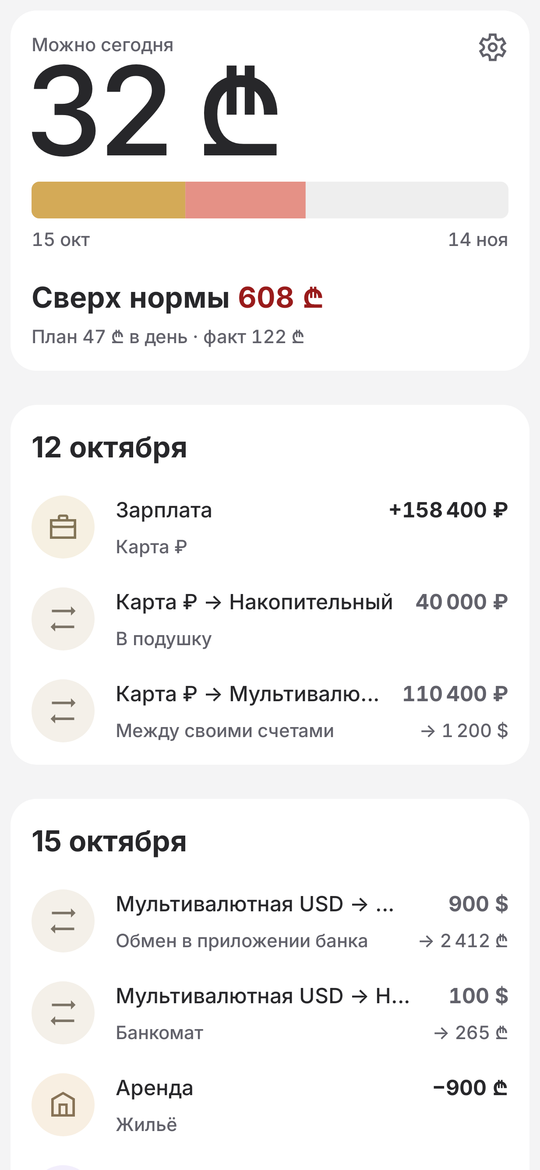 Можно сегодня
32 ₾
15 окт
14 ноя
Сверх нормы 608 ₾
План 47 ₾ в день · факт 122 ₾
12 октября
Зарплата
+158 400 ₽
Карта ₽
Карта ₽ → Накопительный
40 000 ₽
В подушку
Карта ₽ → Мультивалю...
110 400 ₽
Между своими счетами
→ 1 200 $
15 октября
Мультивалютная USD → ...
900 $
Обмен в приложении банка
→ 2 412 ₾
Мультивалютная USD → Н...
100 $
Банкомат
→ 265 ₾
Аренда
−900 ₾
Жильё